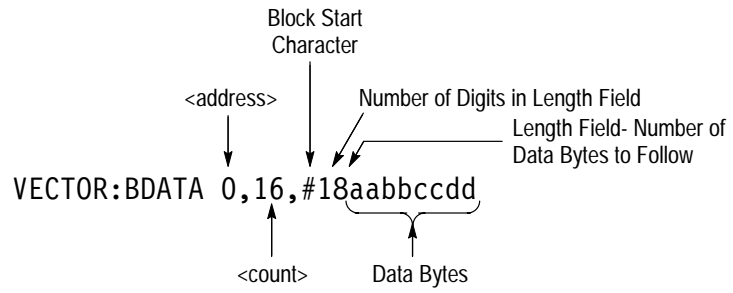 Block Start
Character
<address>
Number of Digits in Length Field
Length Field- Number of
Data Bytes to Follow
VECTOR:BDATA 0,16,#18aabbccdd
<count>
Data Bytes